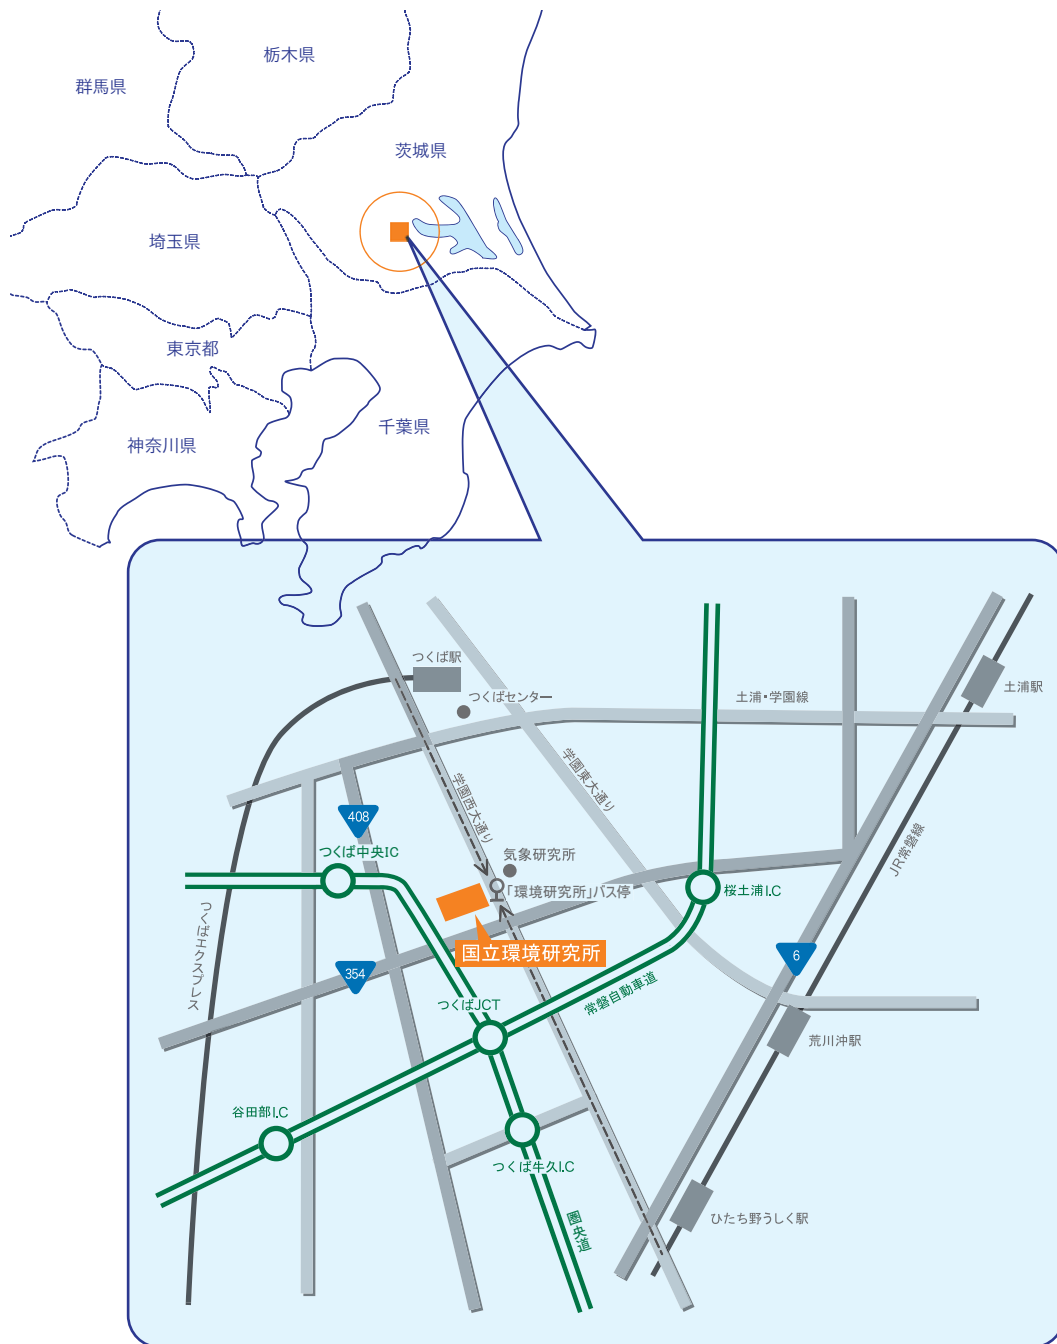 栃木県
群馬県
茨城県
埼玉県
東京都
千葉県
神奈川県
つくば駅
土浦駅
つくばセンター
土浦・学園線
学園東大通り
学園西大通り
408
JR常磐線
つくば中央IC
気象研究所
「環境研究所」バス停
桜土浦I.C
つくばエクスプレス
国立環境研究所
6
354
常磐自動車道
つくばJCT
荒川沖駅
谷田部I.C
つくば牛久I.C
ひたち野うしく駅
圏央道